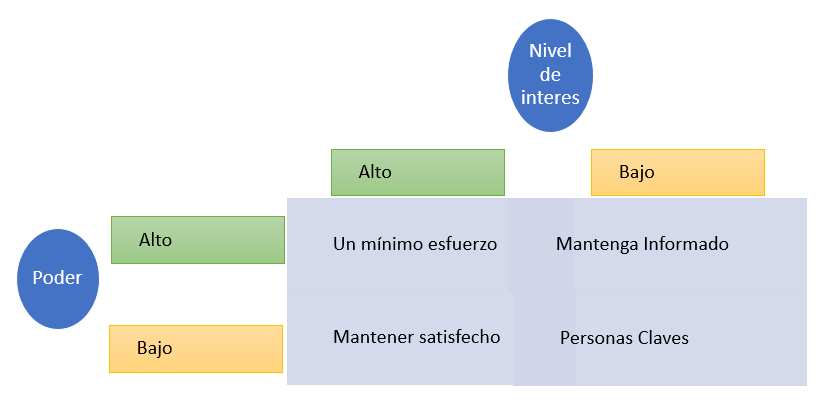 Nivel
de
interes
Alto
Bajo
Alto
Un mínimo esfuerzo
Mantenga Informado
Poder
Bajo
Mantener satisfecho
Personas Claves